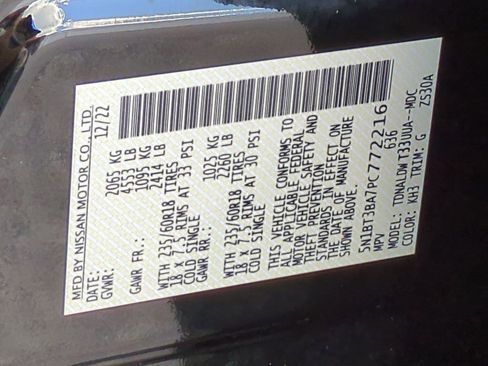 MFD BY NISSAN MOTOR CO.,LTD.
DATE: 12/22
GVWR: 2065 KG
4553 LB
GAWR FR: 1095 KG
2414 LB
WITH 235/60R18 TIRES
18 X 7.5 RIMS AT 33 PSI
COLD SINGLE
GAWR RR: 1025 KG
2260 LB
WITH 235/60R18 TIRES
18 X 7.5 RIMS AT 30 PSI
COLD SINGLE
THIS VEHICLE CONFORMS TO
ALL APPLICABLE FEDERAL
MOTOR VEHICLE SAFETY AND
THEFT PREVENTION
STANDARDS IN EFFECT ON
THE DATE OF MANUFACTURE
SHOWN ABOVE.
5N1BT3BA7PC772216
MPV 636
MODEL: TDNALDW T33UUA--MDC
COLOR: KH3 TRIM: G ZS30A